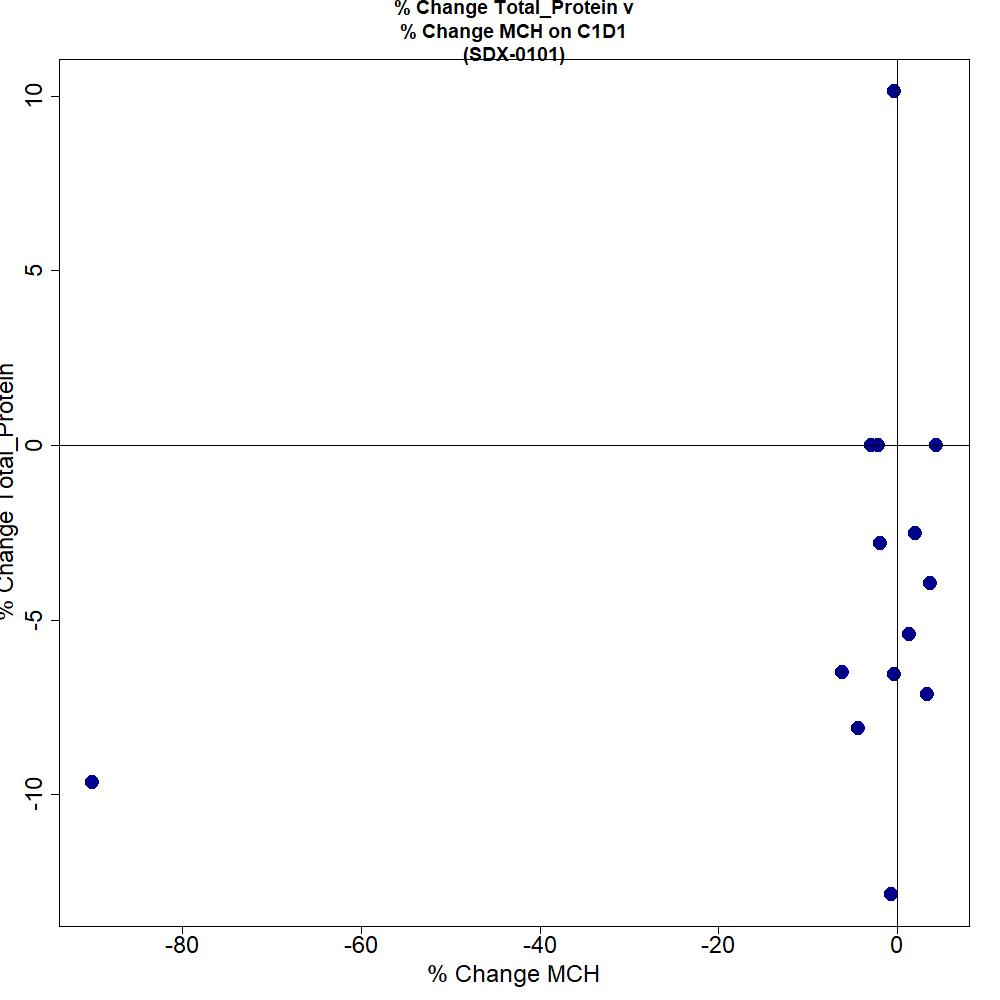 % Change Total_Protein v
% Change MCH on C1D1
(SDX-0101)
10
5
0
-5
-10
% Change Total_Protein
-80
-60
-40
-20
0
% Change MCH